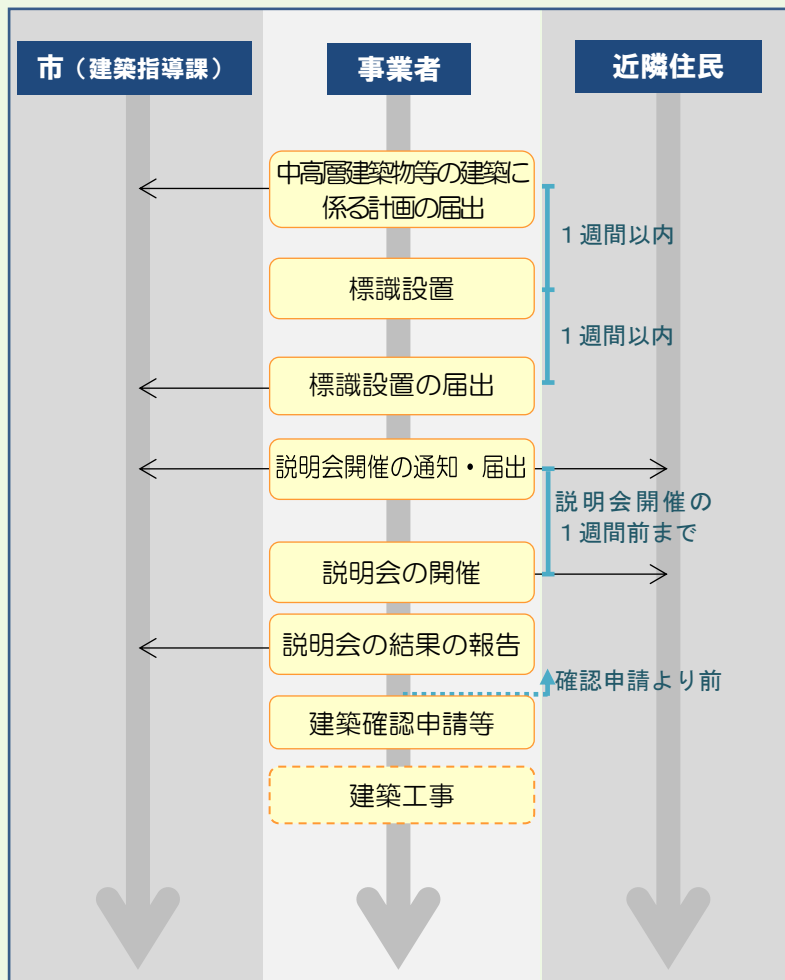 市（建築指導課）
事業者
近隣住民
中高層建築物等の建築に
係る計画の届出
１週間以内
標識設置
１週間以内
標識設置の届出
説明会開催の通知・届出
説明会開催の
１週間前まで
説明会の開催
説明会の結果の報告
確認申請より前
建築確認申請等
建築工事